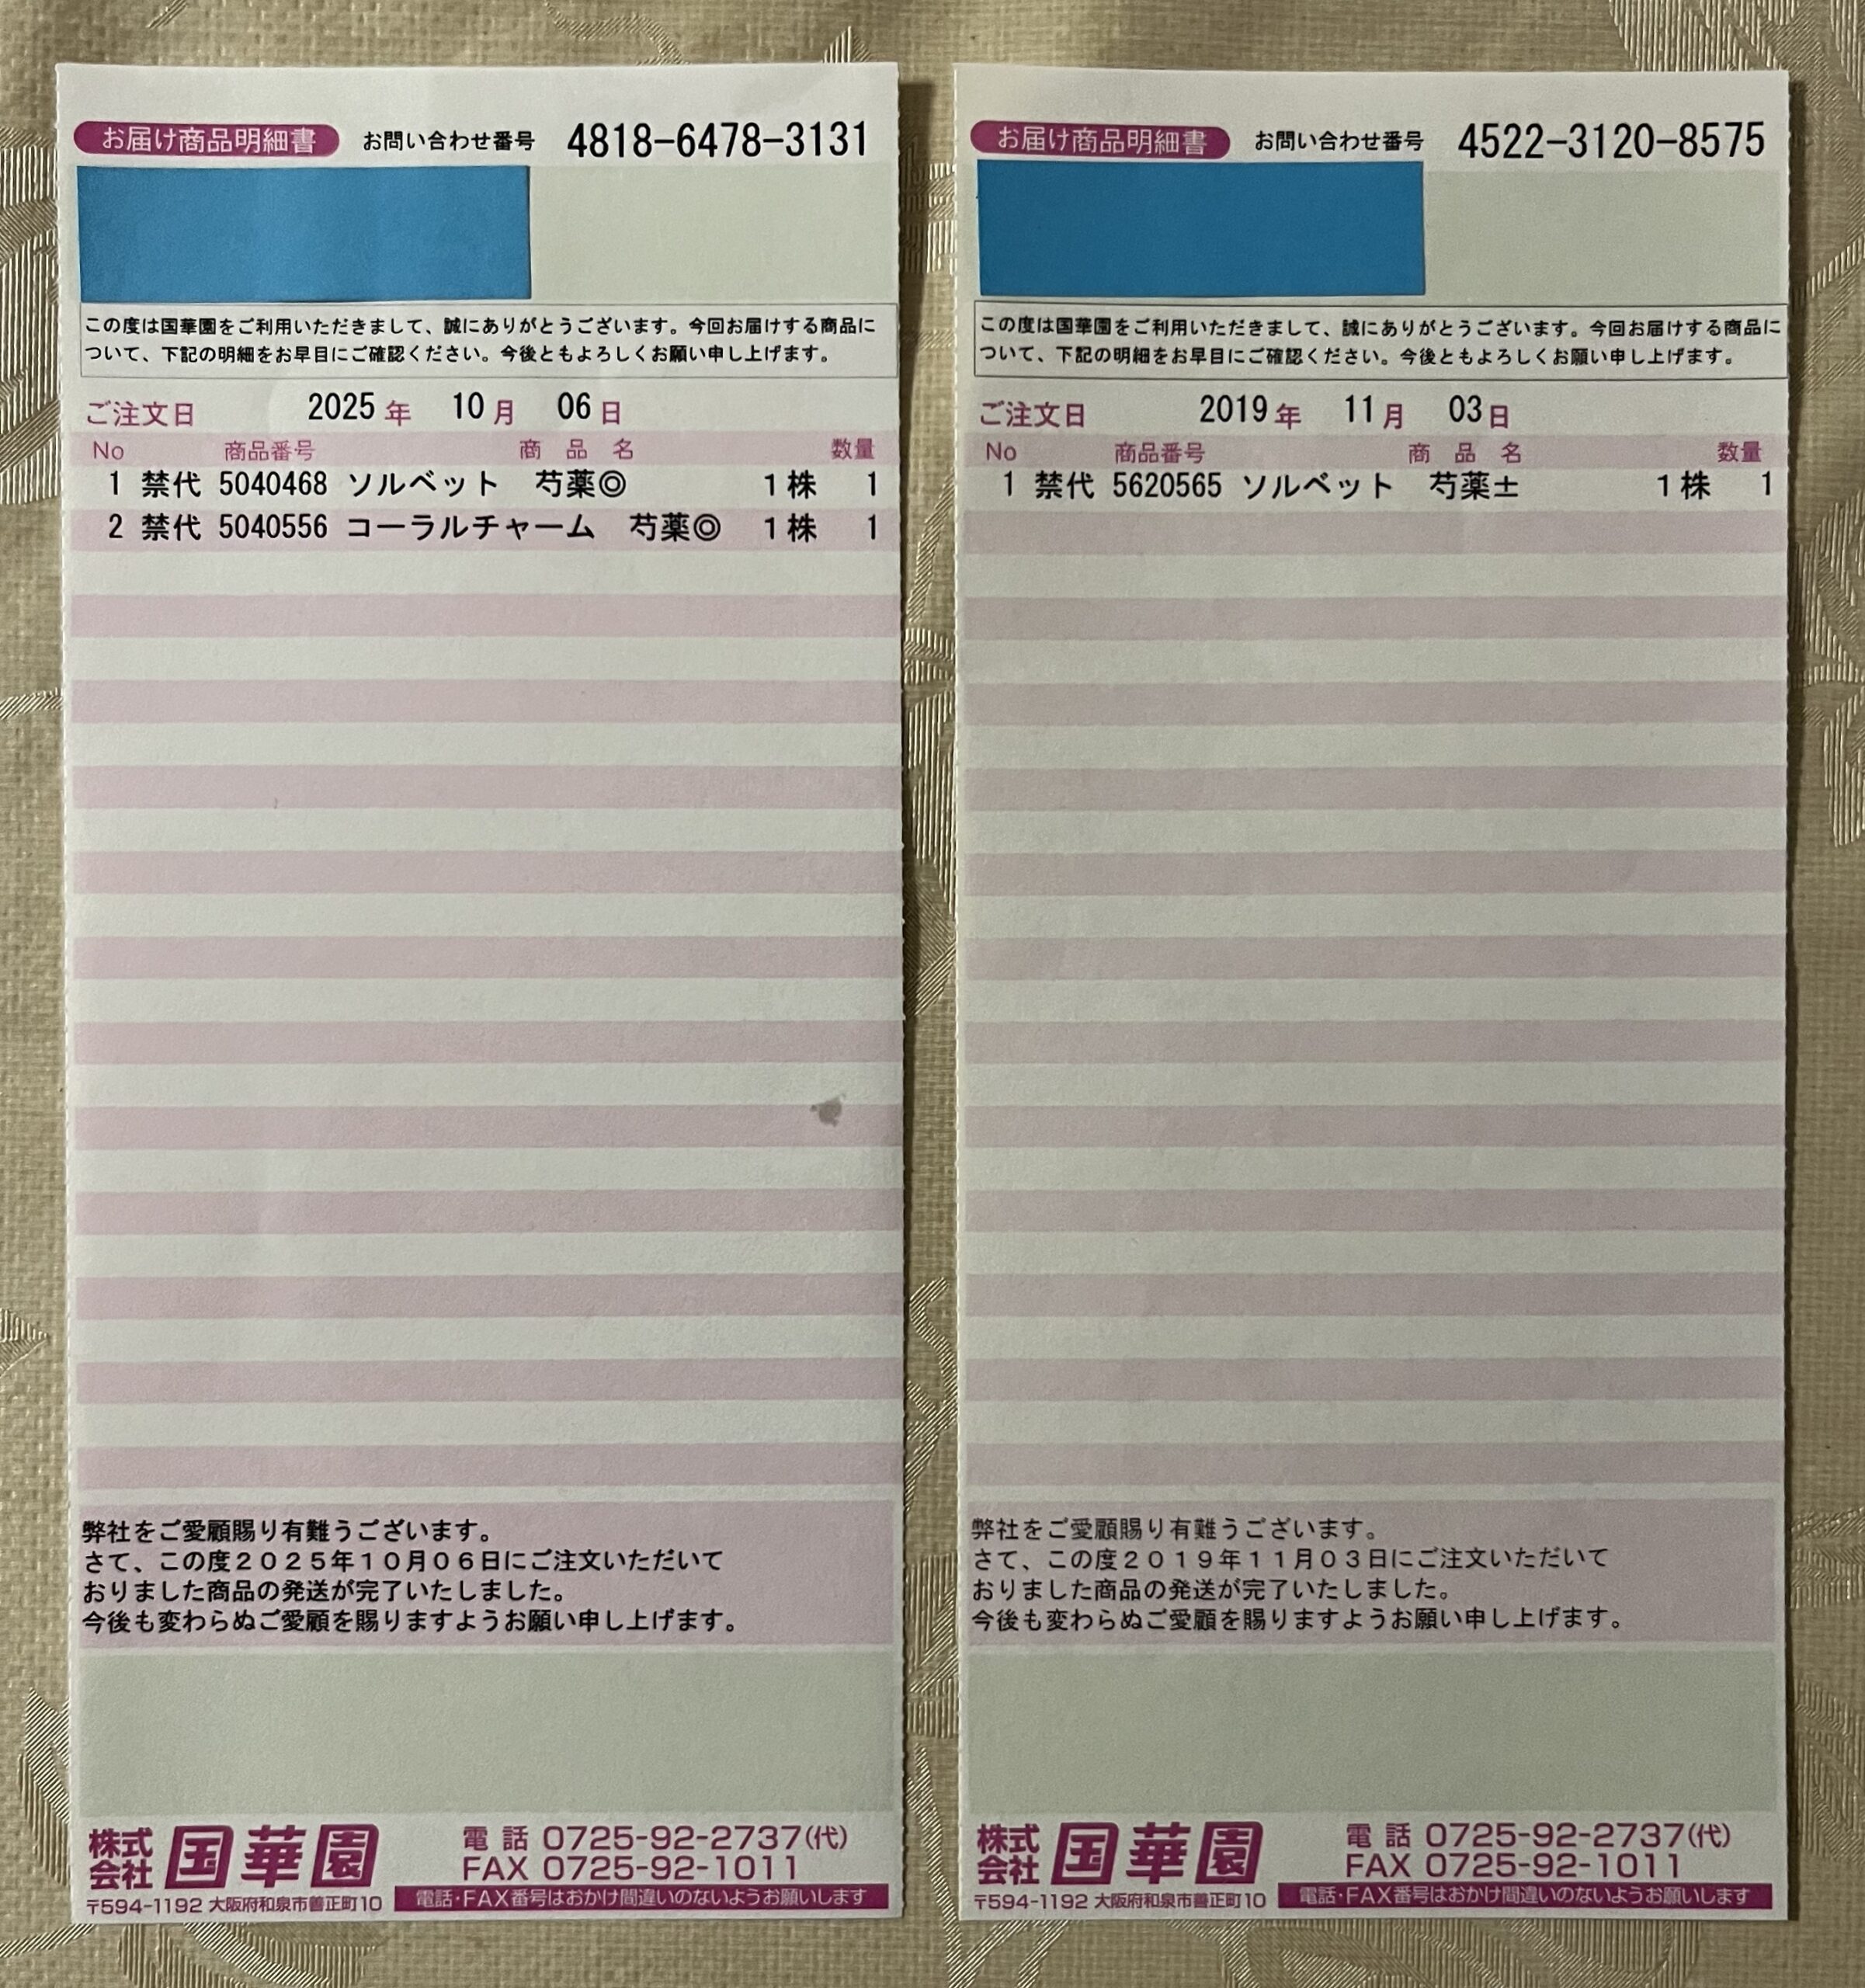 お届け商品明細書 お問い合わせ番号 4818-6478-3131
この度は国華園をご利用いただきまして、誠にありがとうございます。今回お届けする商品に
ついて、下記の明細をお早目にご確認ください。今後ともよろしくお願い申し上げます。
ご注文日 2025年 10月 06日
No 商品番号 商品名 数量
1 禁代 5040468 ソルベット 芍薬◎ 1株 1
2 禁代 5040556 コーラルチャーム 芍薬◎ 1株 1
弊社をご愛顧賜り有難うございます。
さて、この度2025年10月06日にご注文いただいて
おりました商品の発送が完了いたしました。
今後も変わらぬご愛顧を賜りますようお願い申し上げます。
株式会社 国華園
電話 0725-92-2737(代)
FAX 0725-92-1011
〒594-1192 大阪府和泉市善正町10
電話・FAX番号はおかけ間違いのないようお願いします
お届け商品明細書 お問い合わせ番号 4522-3120-8575
この度は国華園をご利用いただきまして、誠にありがとうございます。今回お届けする商品に
ついて、下記の明細をお早目にご確認ください。今後ともよろしくお願い申し上げます。
ご注文日 2019年 11月 03日
No 商品番号 商品名 数量
1 禁代 5620565 ソルベット 芍薬± 1株 1
弊社をご愛顧賜り有難うございます。
さて、この度2019年11月03日にご注文いただいて
おりました商品の発送が完了いたしました。
今後も変わらぬご愛顧を賜りますようお願い申し上げます。
株式会社 国華園
電話 0725-92-2737(代)
FAX 0725-92-1011
〒594-1192 大阪府和泉市善正町10
電話・FAX番号はおかけ間違いのないようお願いします